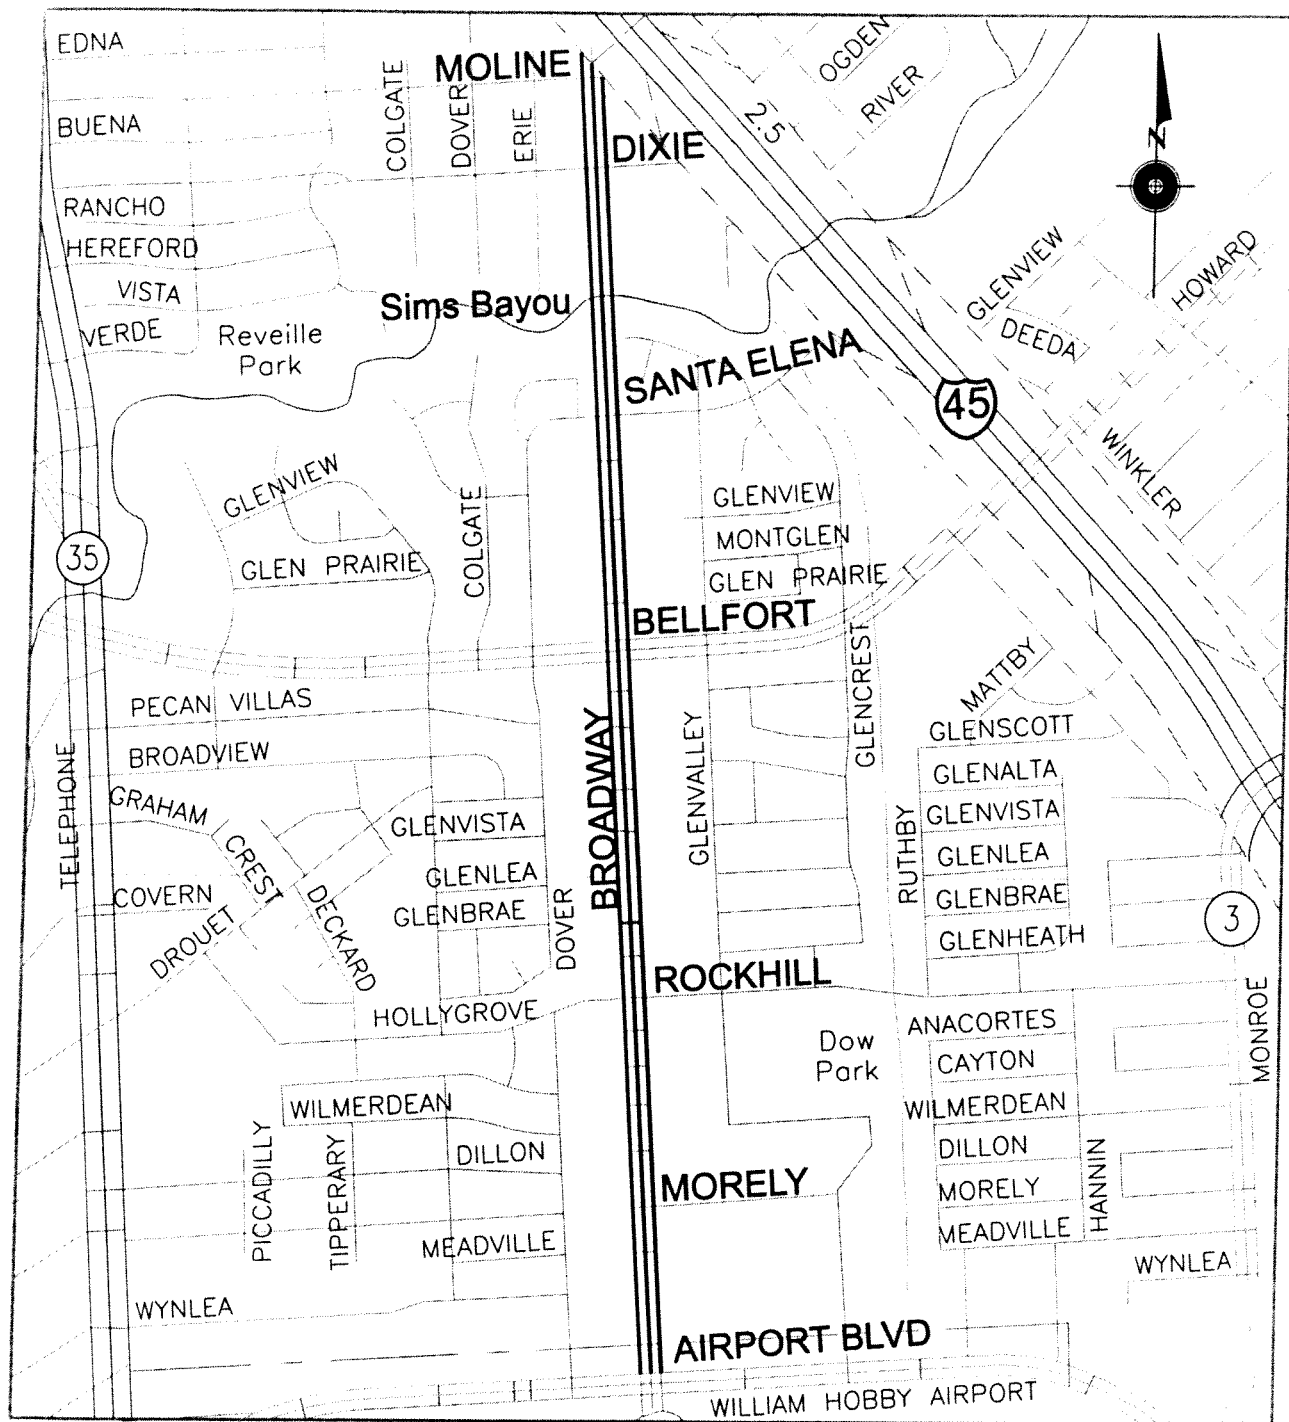 EDNA
MOLINE
COLGATE
DOVER
ERIE
OGDEN
RIVER
2.5
BUENA
DIXIE
N
RANCHO
HEREFORD
VISTA
VERDE
Reveille
Park
Sims Bayou
SANTA ELENA
GLENVIEW
DEEDA
HOWARD
45
WINKLER
GLENVIEW
GLEN PRAIRIE
COLGATE
GLENVIEW
MONTGLEN
GLEN PRAIRIE
35
BELLFORT
PECAN VILLAS
BROADVIEW
TELEPHONE
GRAHAM
CREST
DECKARD
COVERN
DROUET
GLENVISTA
GLENLEA
GLENBRAE
DOVER
BROADWAY
GLENVALLEY
GLENCREST
MATTBY
GLENSCOTT
GLENALTA
GLENVISTA
GLENLEA
GLENBRAE
GLENHEATH
RUTHBY
3
MONROE
HOLLYGROVE
ROCKHILL
Dow
Park
ANACORTES
CAYTON
WILMERDEAN
DILLON
MORELY
MEADVILLE
HANNIN
WYNLEA
WILMERDEAN
PICCADILLY
TIPPERARY
DILLON
MEADVILLE
MORELY
WYNLEA
AIRPORT BLVD
WILLIAM HOBBY AIRPORT